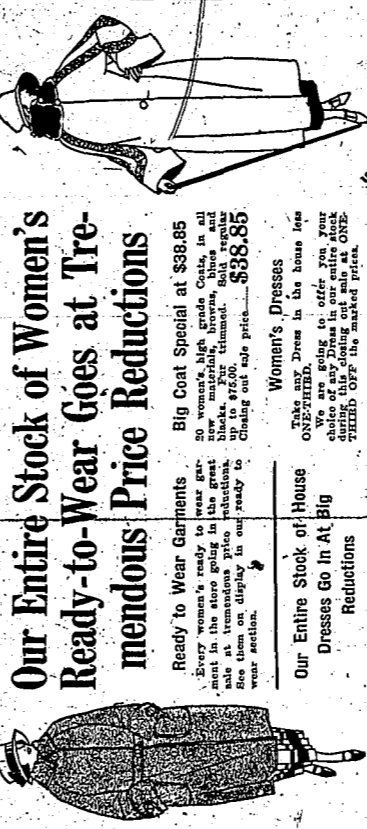 Our Entire Stock of Women's
Ready-to-Wear Goes at Tre-
mendous Price Reductions
Ready to Wear Garments
Every women's ready to wear gar-
ment in the store going in the great
sale at tremendous price reductions.
See them on display in our ready to
wear section.
Our Entire Stock of House
Dresses Go In At Big
Reductions
Big Coat Special at $38.85
20 women's, high grade Coats, in all
new materials, browns, blues and
blacks. Fur trimmed. Sold regular
up to $75.00.
Closing out sale price $38.85
Women's Dresses
Take any Dress in the house less
ONE-THIRD.
We are going to offer you your
choice of any Dress in our entire stock
during this closing out sale at ONE-
THIRD OFF the marked prices.